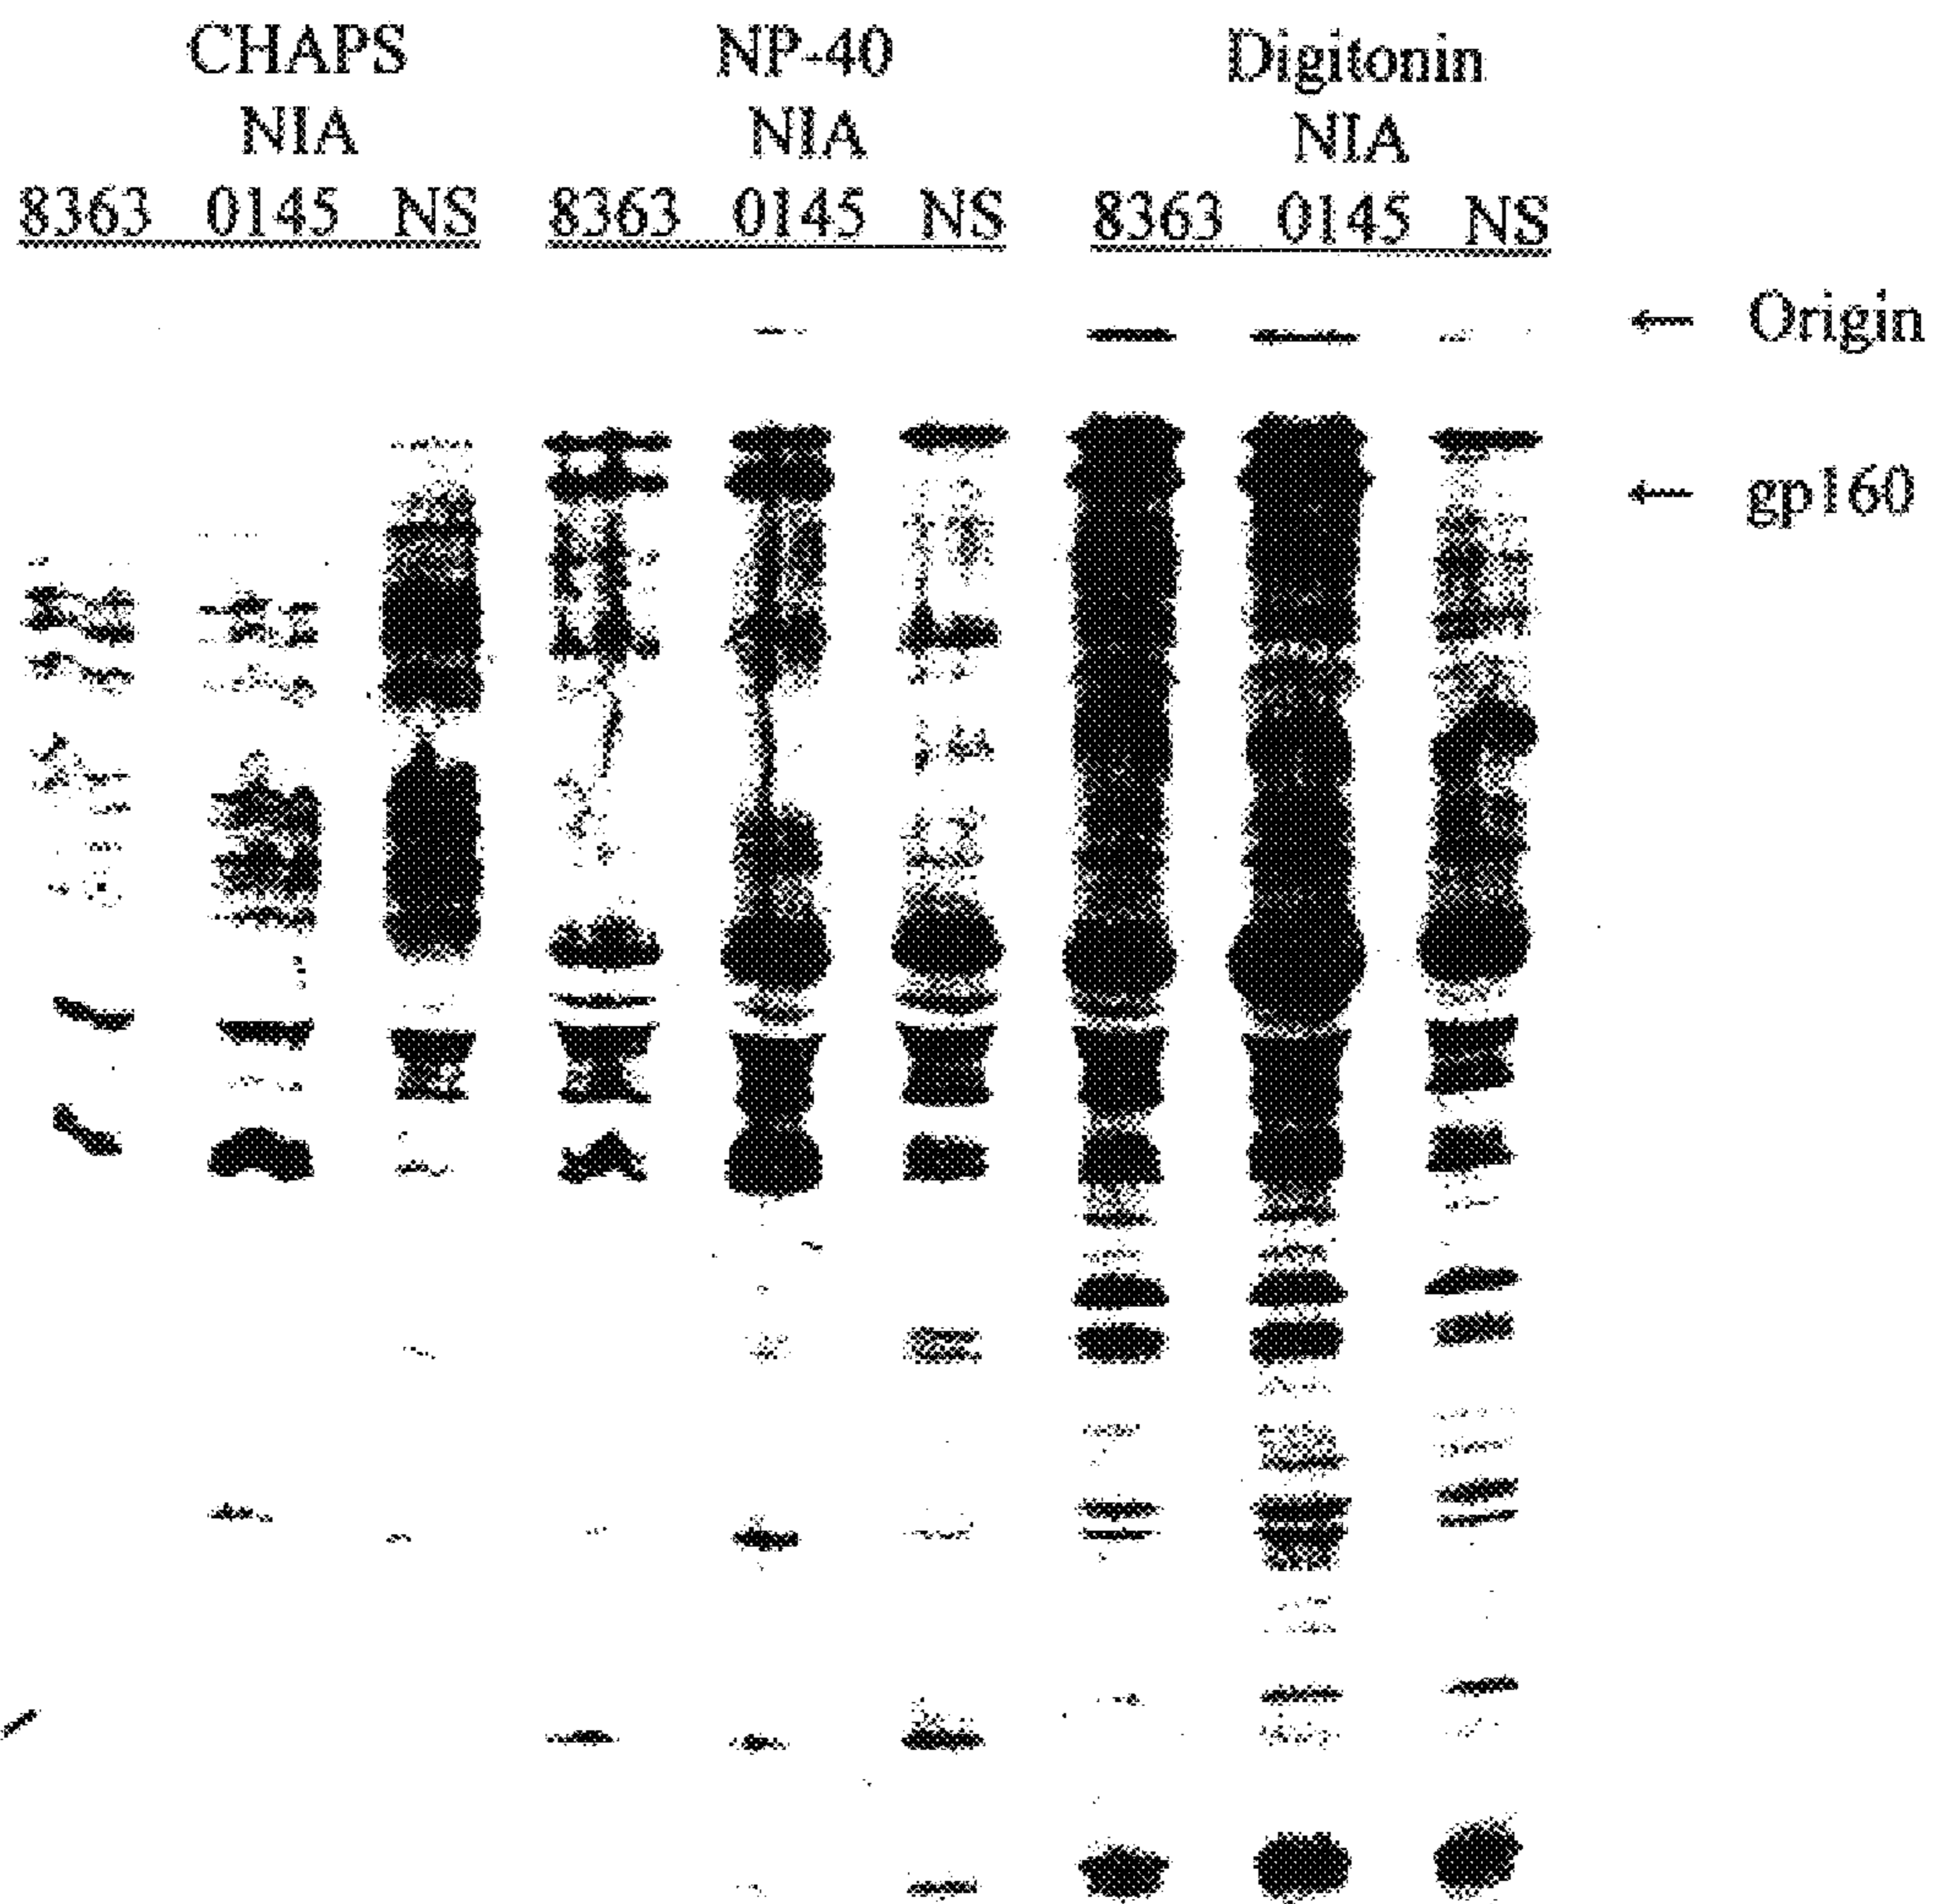 CHAPS NP-40 Digitonin
NIA NIA NIA
8363 0145 NS 8363 0145 NS 8363 0145 NS
← Origin
← gp160